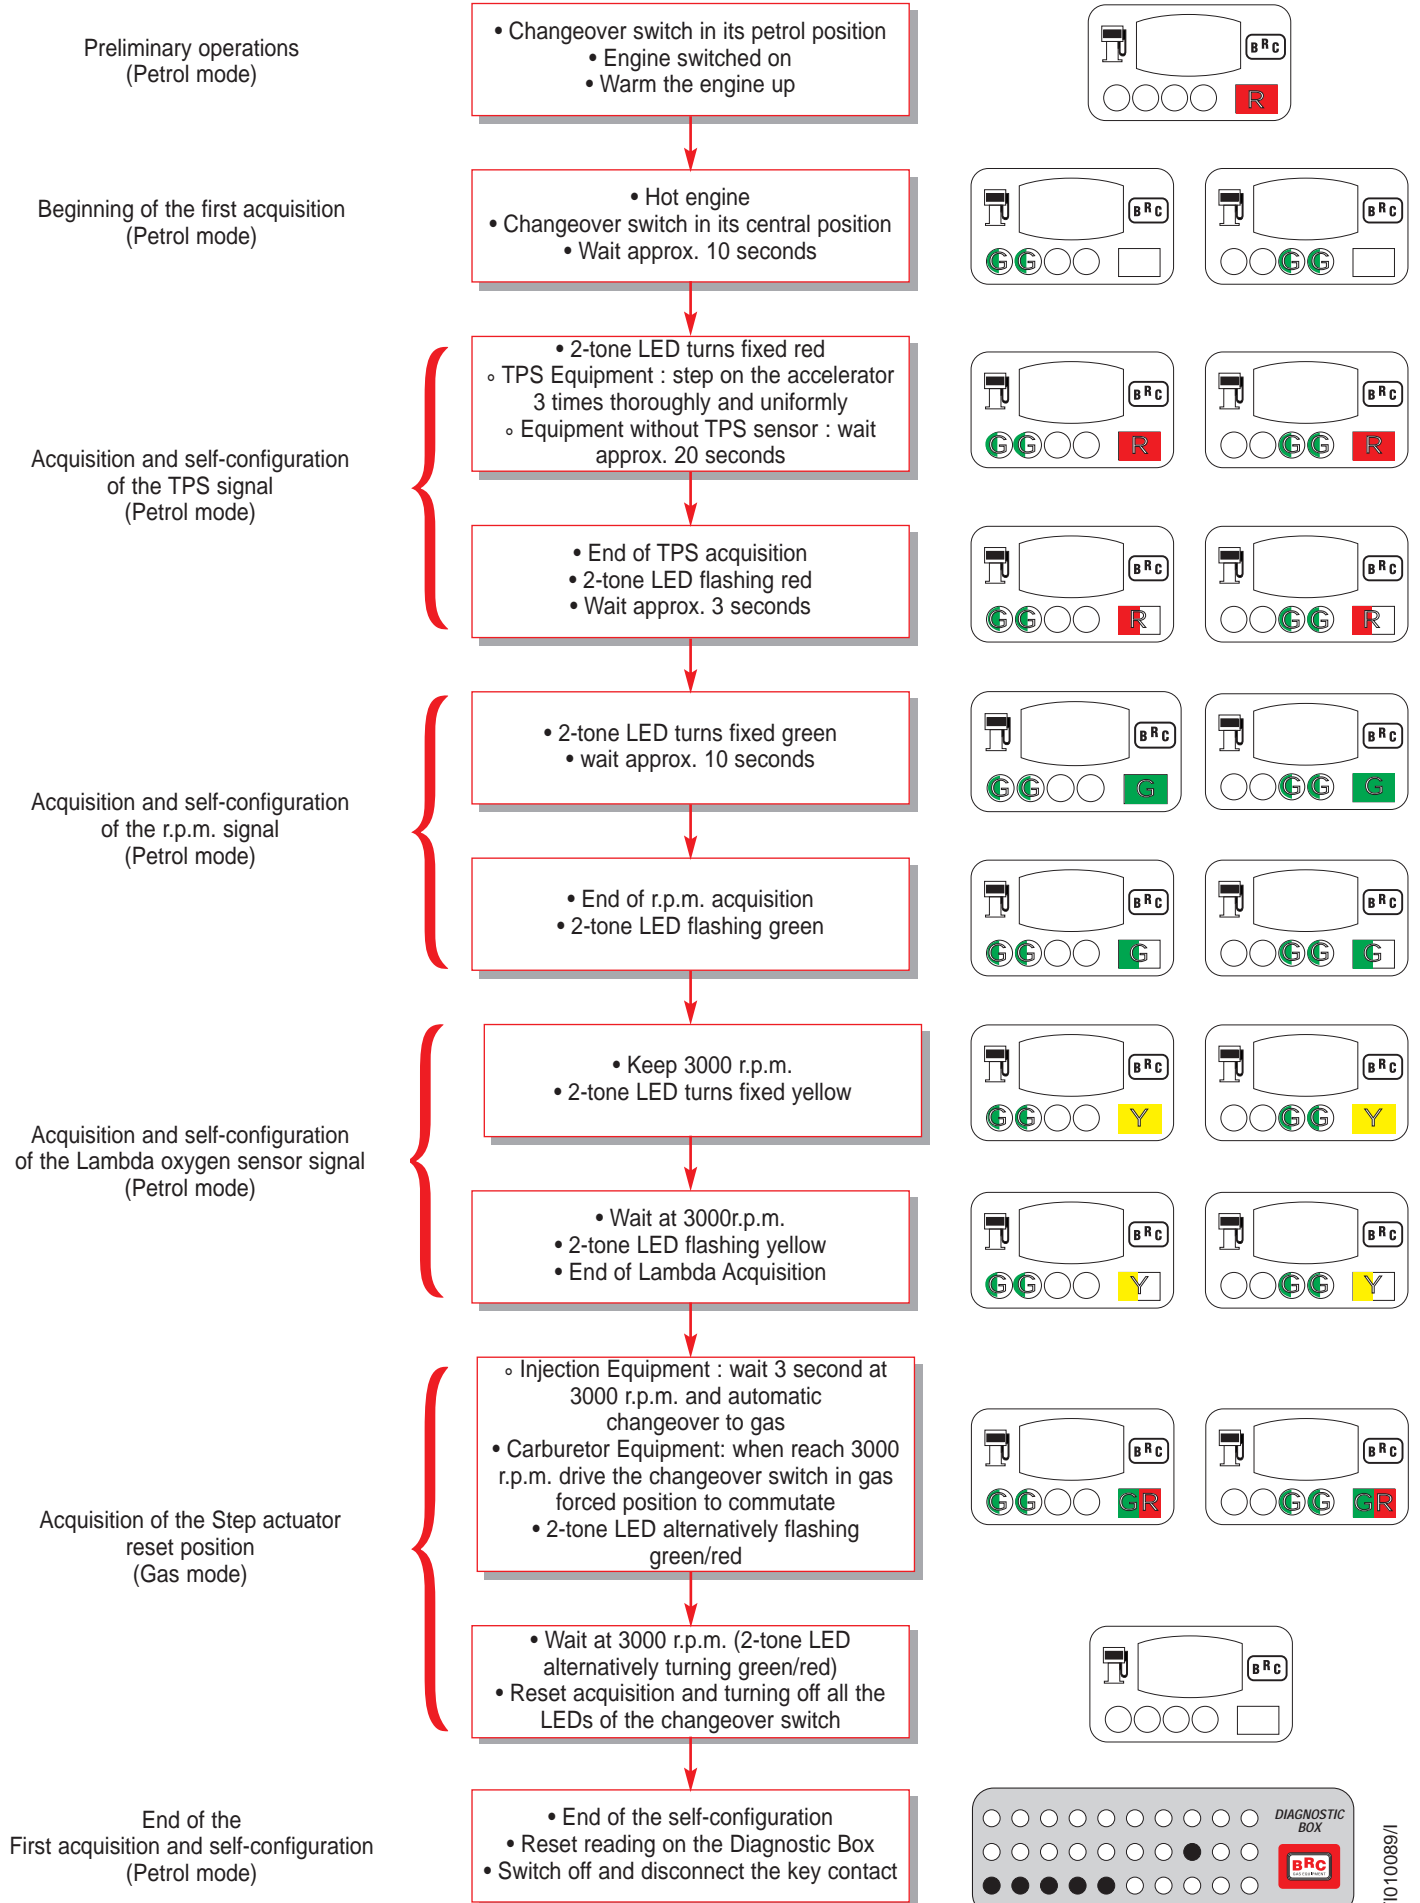 Preliminary operations
(Petrol mode)
• Changeover switch in its petrol position
• Engine switched on
• Warm the engine up
BRC
R
Beginning of the first acquisition
(Petrol mode)
• Hot engine
• Changeover switch in its central position
• Wait approx. 10 seconds
BRC
G G
BRC
G G
Acquisition and self-configuration
of the TPS signal
(Petrol mode)
• 2-tone LED turns fixed red
◦ TPS Equipment : step on the accelerator
3 times thoroughly and uniformly
◦ Equipment without TPS sensor : wait
approx. 20 seconds
BRC
G G R
BRC
G G R
• End of TPS acquisition
• 2-tone LED flashing red
• Wait approx. 3 seconds
BRC
G G R
BRC
G G R
Acquisition and self-configuration
of the r.p.m. signal
(Petrol mode)
• 2-tone LED turns fixed green
• wait approx. 10 seconds
BRC
G G G
BRC
G G G
• End of r.p.m. acquisition
• 2-tone LED flashing green
BRC
G G G
BRC
G G G
Acquisition and self-configuration
of the Lambda oxygen sensor signal
(Petrol mode)
• Keep 3000 r.p.m.
• 2-tone LED turns fixed yellow
BRC
G G Y
BRC
G G Y
• Wait at 3000r.p.m.
• 2-tone LED flashing yellow
• End of Lambda Acquisition
BRC
G G Y
BRC
G G Y
Acquisition of the Step actuator
reset position
(Gas mode)
◦ Injection Equipment : wait 3 second at
3000 r.p.m. and automatic
changeover to gas
• Carburetor Equipment: when reach 3000
r.p.m. drive the changeover switch in gas
forced position to commutate
• 2-tone LED alternatively flashing
green/red
BRC
G G GR
BRC
G G GR
• Wait at 3000 r.p.m. (2-tone LED
alternatively turning green/red)
• Reset acquisition and turning off all the
LEDs of the changeover switch
BRC
End of the
First acquisition and self-configuration
(Petrol mode)
• End of the self-configuration
• Reset reading on the Diagnostic Box
• Switch off and disconnect the key contact
DIAGNOSTIC
BOX
BRC
GAS EQUIPMENT
TI010089/I